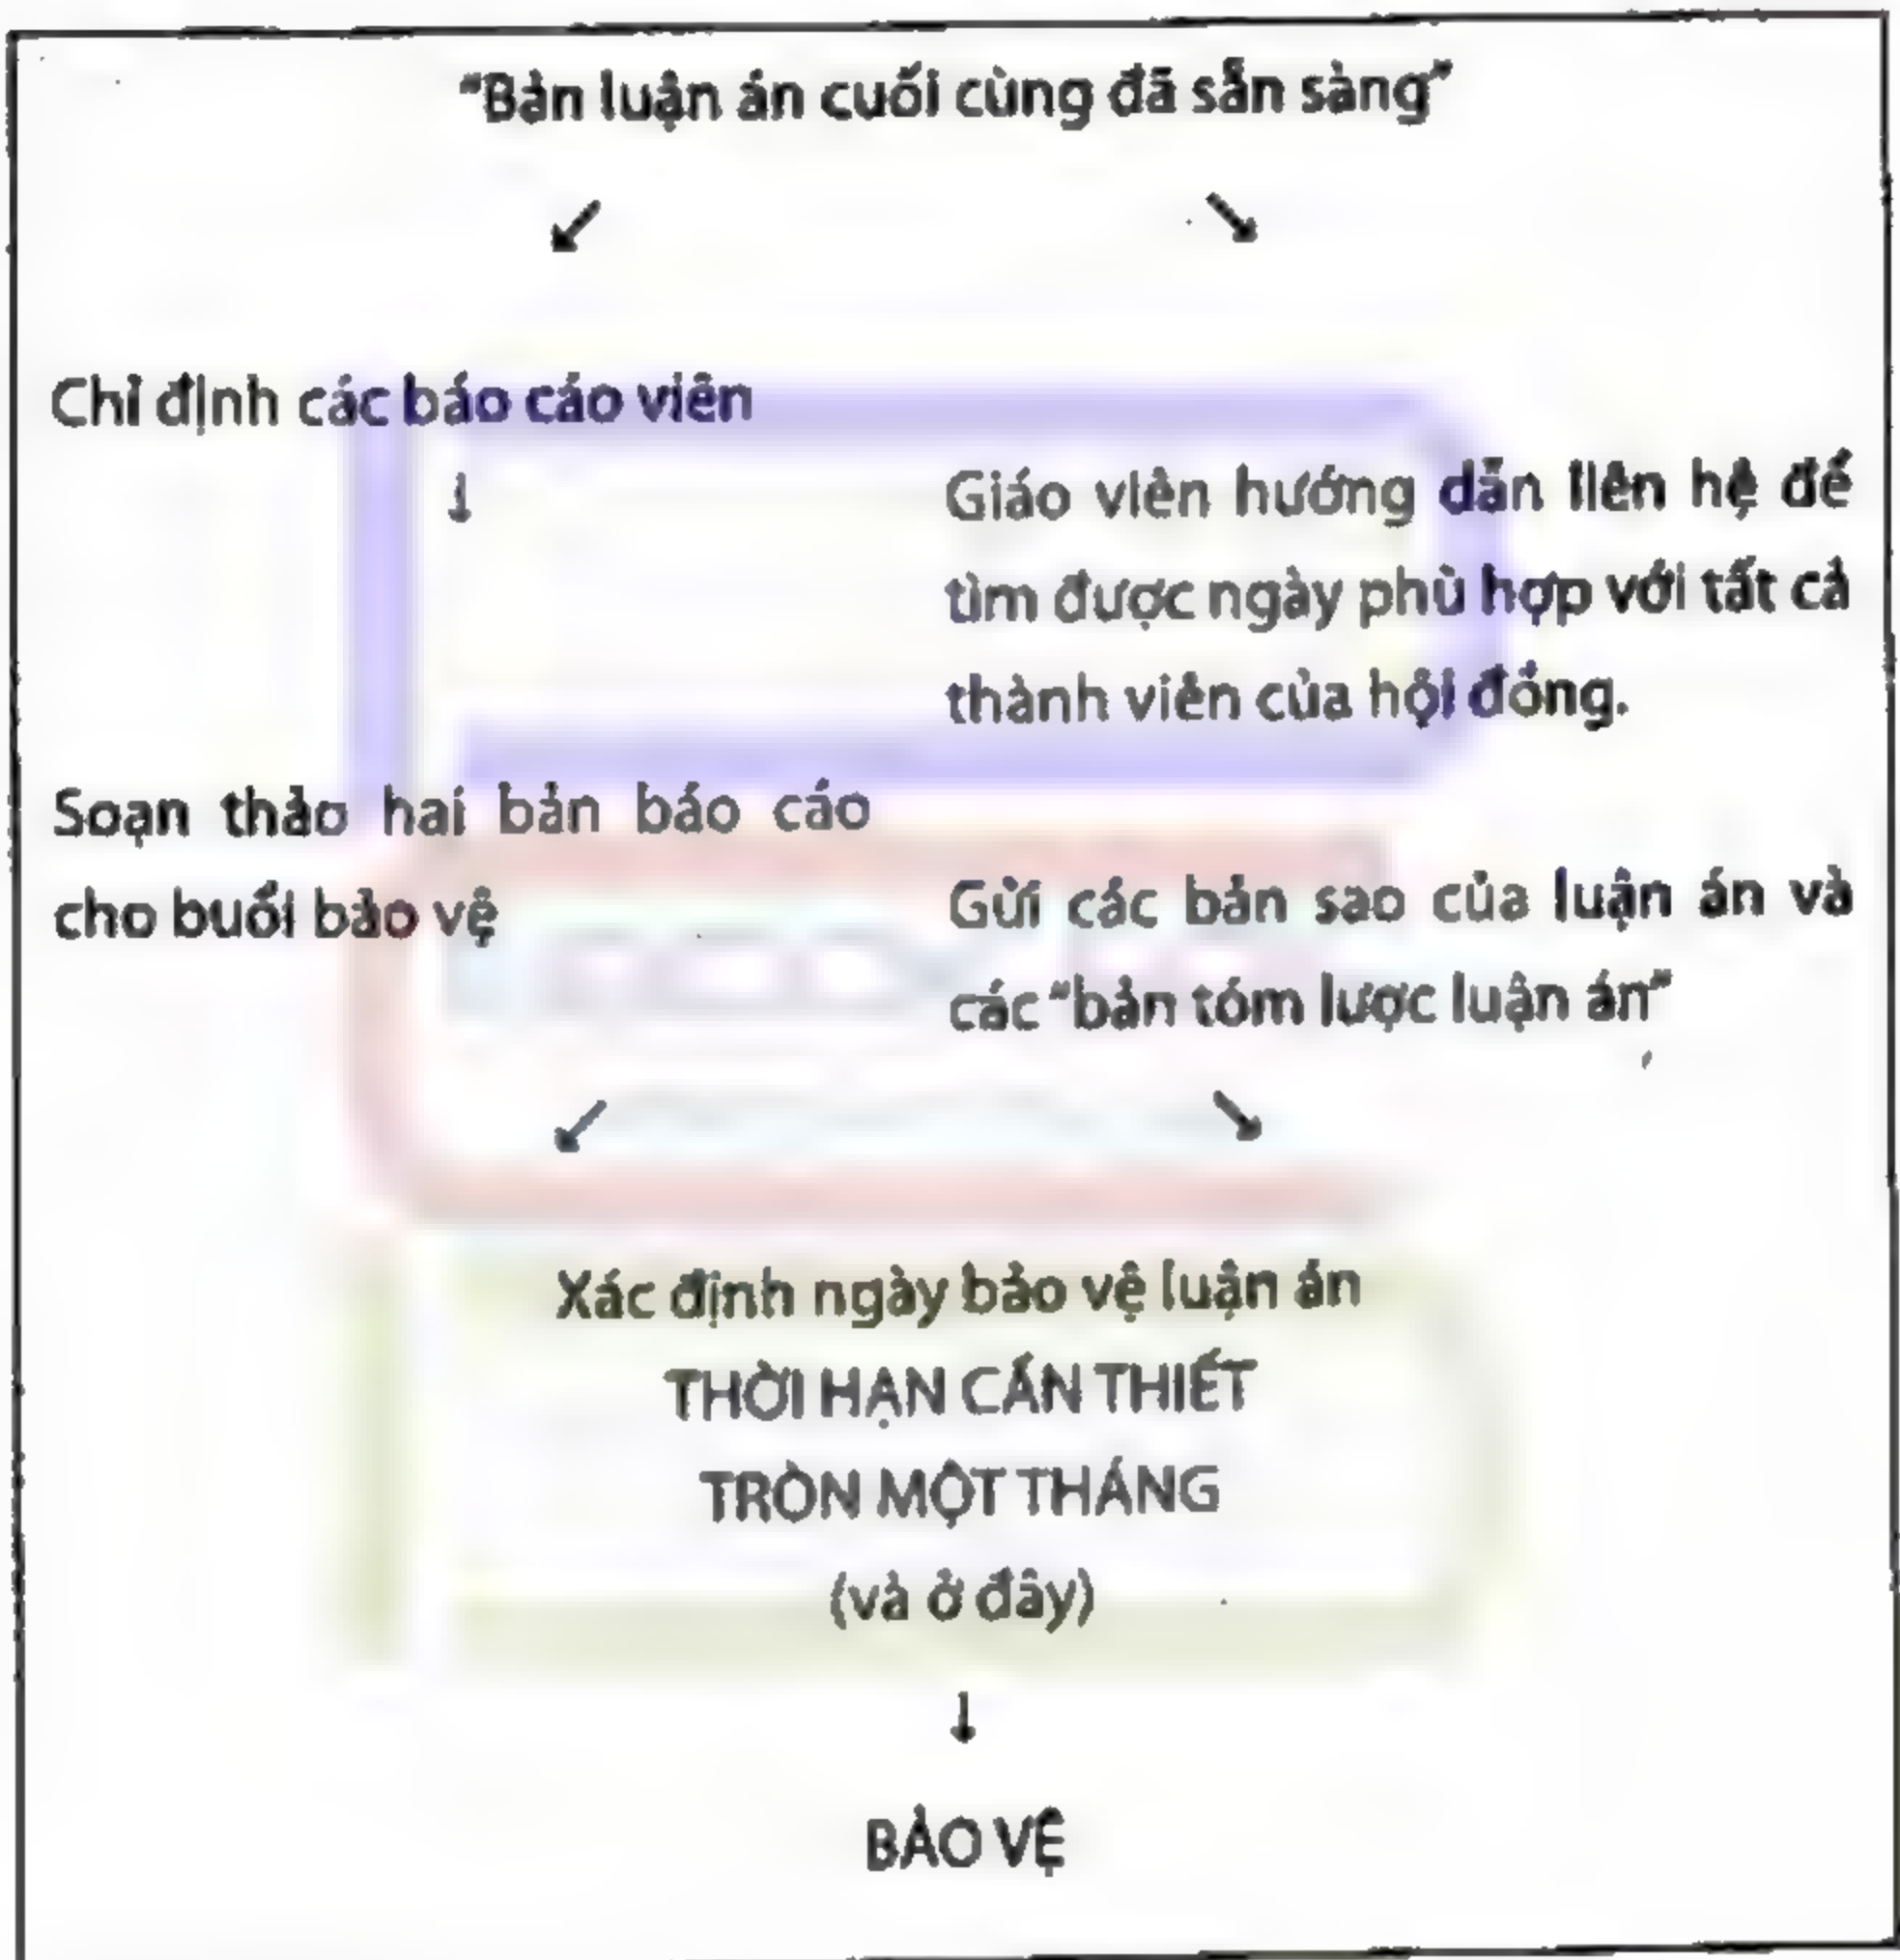 “Bản luận án cuối cùng đã sẵn sàng”
↙ ↘
Chỉ định các báo cáo viên
↓
Giáo viên hướng dẫn liên hệ để
tìm được ngày phù hợp với tất cả
thành viên của hội đồng.
Soạn thảo hai bản báo cáo
cho buổi bảo vệ
Gửi các bản sao của luận án và
các “bản tóm lược luận án”
↙ ↘
Xác định ngày bảo vệ luận án
THỜI HẠN CẦN THIẾT
TRÒN MỘT THÁNG
(và ở đây)
↓
BẢO VỆ